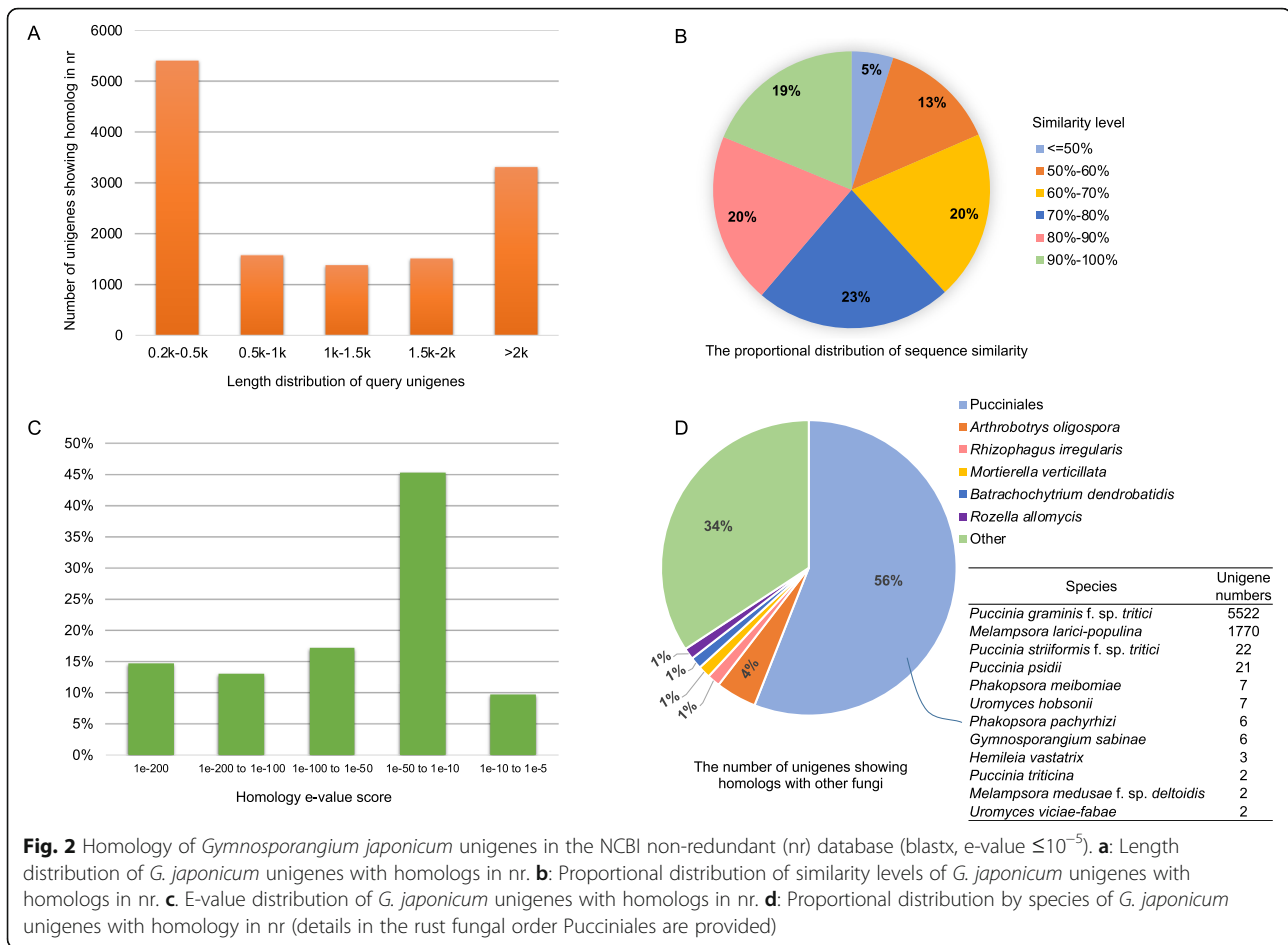 A
Number of unigenes showing homolog in nr
6000
5000
4000
3000
2000
1000
0
0.2k-0.5k 0.5k-1k 1k-1.5k 1.5k-2k >2k
Length distribution of query unigenes
B
5%
13%
20%
23%
20%
19%
Similarity level
<=50%
50%-60%
60%-70%
70%-80%
80%-90%
90%-100%
The proportional distribution of sequence similarity
C
50%
45%
40%
35%
30%
25%
20%
15%
10%
5%
0%
1e-200 1e-200 to 1e-100 1e-100 to 1e-50 1e-50 to 1e-10 1e-10 to 1e-5
Homology e-value score
D
Pucciniales
Arthrobotrys oligospora
Rhizophagus irregularis
Mortierella verticillata
Batrachochytrium dendrobatidis
Rozella allomycis
Other
34%
56%
4%
1%
1%
1%
1%
The number of unigenes showing
homologs with other fungi
Species Unigene
numbers
Puccinia graminis f. sp. tritici 5522
Melampsora larici-populina 1770
Puccinia striiformis f. sp. tritici 22
Puccinia psidii 21
Phakopsora meibomiae 7
Uromyces hobsonii 7
Phakopsora pachyrhizi 6
Gymnosporangium sabinae 6
Hemileia vastatrix 3
Puccinia triticina 2
Melampsora medusae f. sp. deltoidis 2
Uromyces viciae-fabae 2
Fig. 2 Homology of Gymnosporangium japonicum unigenes in the NCBI non-redundant (nr) database (blastx, e-value ≤10⁻⁵). a: Length
distribution of G. japonicum unigenes with homologs in nr. b: Proportional distribution of similarity levels of G. japonicum unigenes with
homologs in nr. c. E-value distribution of G. japonicum unigenes with homologs in nr. d: Proportional distribution by species of G. japonicum
unigenes with homology in nr (details in the rust fungal order Pucciniales are provided)